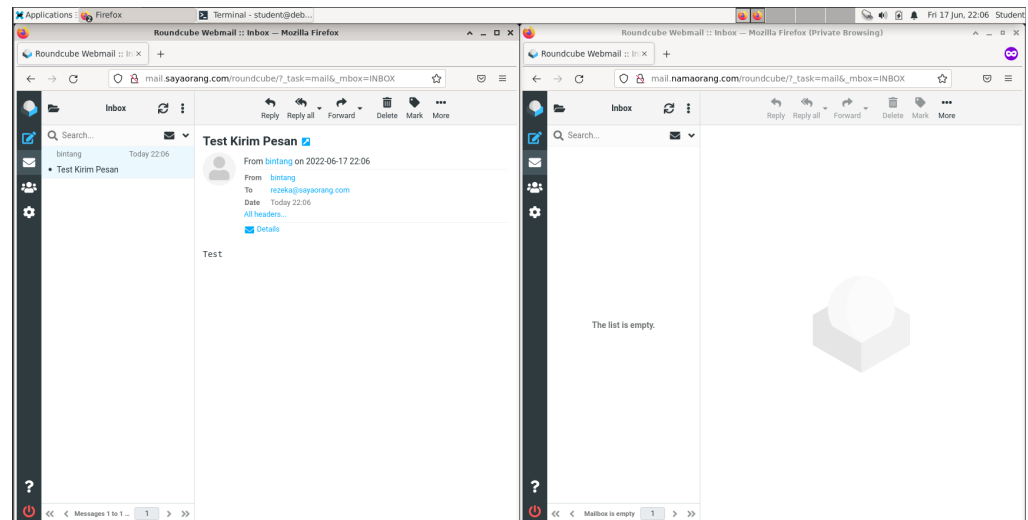 Applications Firefox Terminal - student@deb... Fri 17 Jun, 22:06 Student
Roundcube Webmail :: Inbox — Mozilla Firefox
Roundcube Webmail :: In
mail.sayaorang.com/roundcube/?_task=mail&_mbox=INBOX
Inbox
Reply Reply all Forward Delete Mark More
Search...
bintang Today 22:06
• Test Kirim Pesan
Test Kirim Pesan
From bintang on 2022-06-17 22:06
From bintang
To rezeka@sayaorang.com
Date Today 22:06
All headers...
Details
Test
?
Messages 1 to 1 ... 1
Roundcube Webmail :: Inbox — Mozilla Firefox (Private Browsing)
Roundcube Webmail :: In
mail.namaorang.com/roundcube/?_task=mail&_mbox=INBOX
Inbox
Reply Reply all Forward Delete Mark More
Search...
The list is empty.
?
Mailbox is empty 1